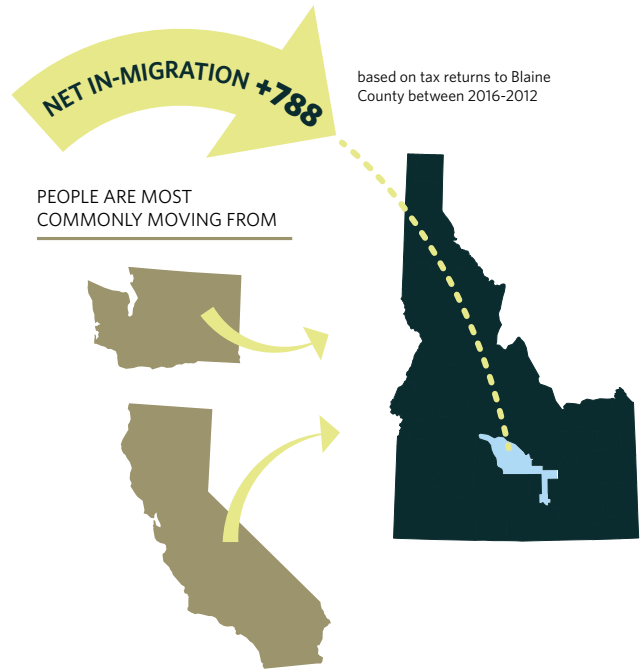 NET IN-MIGRATION +788
based on tax returns to Blaine
County between 2016-2012
PEOPLE ARE MOST
COMMONLY MOVING FROM